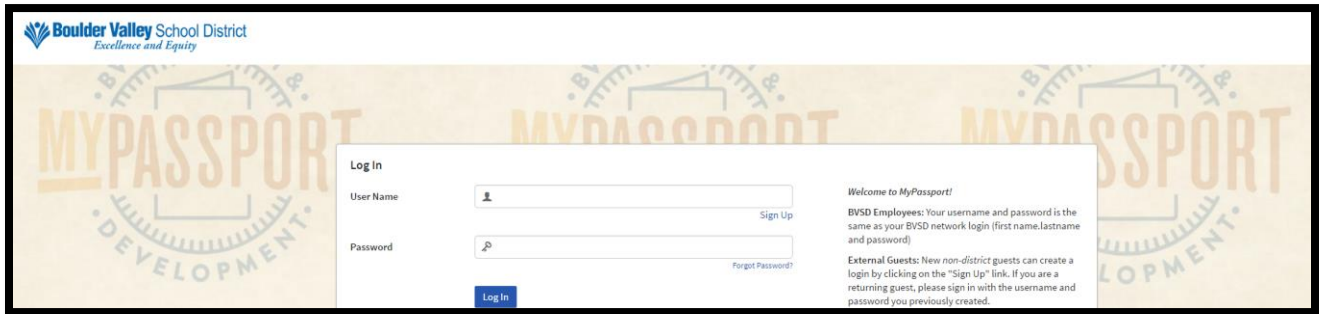 Boulder Valley School District
Excellence and Equity
MYPASSPORT
DEVELOPMENT
MYPASSPORT
MYPASSPORT
Log In
User Name
Sign Up
Password
Forgot Password?
Log In
Welcome to MyPassport!
BVSD Employees: Your username and password is the
same as your BVSD network login (first name.lastname
and password)
External Guests: New non-district guests can create a
login by clicking on the "Sign Up" link. If you are a
returning guest, please sign in with the username and
password you previously created.